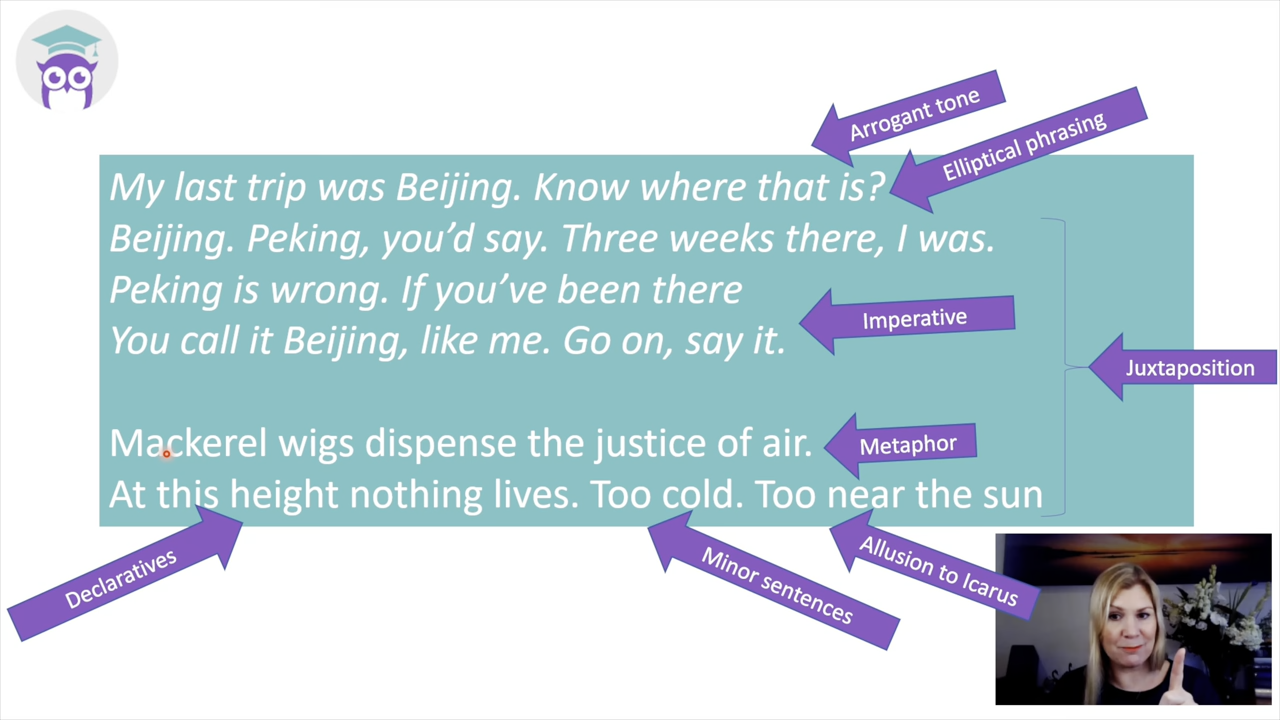 Arrogant tone
Elliptical phrasing
My last trip was Beijing. Know where that is?
Beijing. Peking, you’d say. Three weeks there, I was.
Peking is wrong. If you’ve been there
Imperative
You call it Beijing, like me. Go on, say it.
Juxtaposition
Mackerel wigs dispense the justice of air.
Metaphor
At this height nothing lives. Too cold. Too near the sun
Declaratives
Minor sentences
Allusion to Icarus